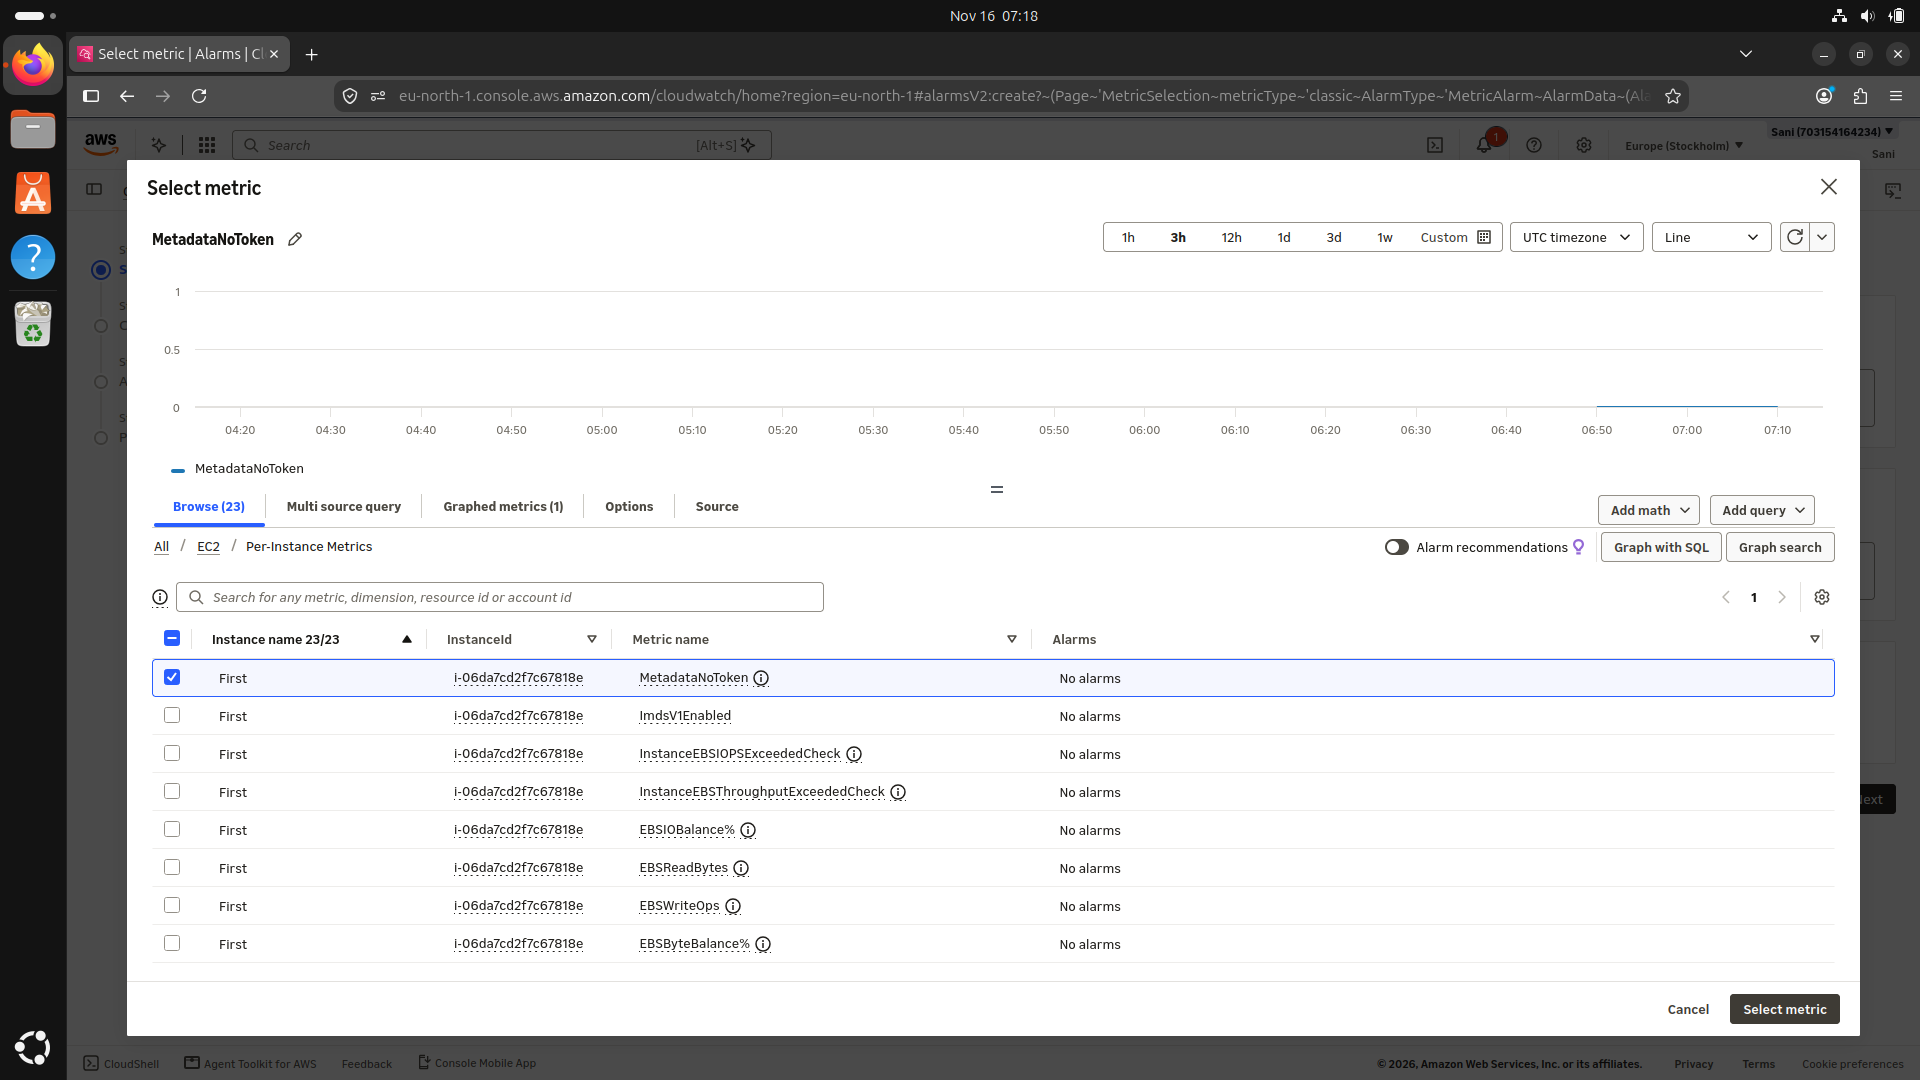 Nov 16 07:18
Select metric | Alarms | Cl
eu-north-1.console.aws.amazon.com/cloudwatch/home?region=eu-north-1#alarmsV2:create?~(Page~'MetricSelection~metricType~'classic~AlarmType~'MetricAlarm~AlarmData~(Ala
aws
Search
[Alt+S]
1
Europe (Stockholm)
Sani (703154164234)
Sani
Select metric
MetadataNoToken
1h 3h 12h 1d 3d 1w Custom
UTC timezone
Line
1
0.5
0
04:20 04:30 04:40 04:50 05:00 05:10 05:20 05:30 05:40 05:50 06:00 06:10 06:20 06:30 06:40 06:50 07:00 07:10
MetadataNoToken
Browse (23) Multi source query Graphed metrics (1) Options Source
Add math Add query
All / EC2 / Per-Instance Metrics
Alarm recommendations
Graph with SQL Graph search
Search for any metric, dimension, resource id or account id
1
Instance name 23/23 InstanceId Metric name Alarms
First i-06da7cd2f7c67818e MetadataNoToken No alarms
First i-06da7cd2f7c67818e ImdsV1Enabled No alarms
First i-06da7cd2f7c67818e InstanceEBSIOPSExceededCheck No alarms
First i-06da7cd2f7c67818e InstanceEBSThroughputExceededCheck No alarms
First i-06da7cd2f7c67818e EBSIOBalance% No alarms
First i-06da7cd2f7c67818e EBSReadBytes No alarms
First i-06da7cd2f7c67818e EBSWriteOps No alarms
First i-06da7cd2f7c67818e EBSByteBalance% No alarms
Cancel Select metric
CloudShell Agent Toolkit for AWS Feedback Console Mobile App
© 2026, Amazon Web Services, Inc. or its affiliates. Privacy Terms Cookie preferences